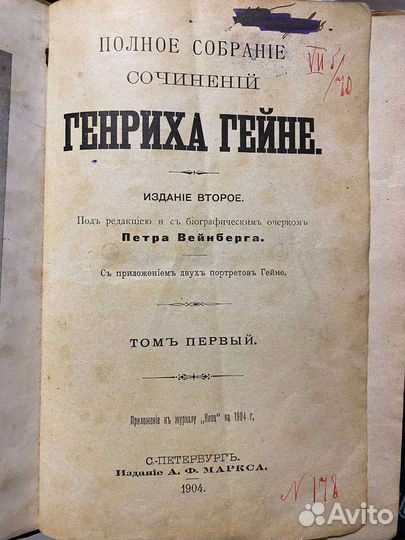 ПОЛНОЕ СОБРАНІЕ
СОЧИНЕНІЙ
ГЕНРИХА ГЕЙНЕ.
ИЗДАНІЕ ВТОРОЕ.
Подъ редакціею и съ біографическимъ очеркомъ
Петра Вейнберга.
Съ приложеніемъ двухъ портретовъ Гейне.
ТОМЪ ПЕРВЫЙ.
Приложеніе къ журналу „Нива" на 1904 г.
С.-ПЕТЕРБУРГЪ.
Изданіе А. Ф. МАРКСА.
1904.
N 178
Avito